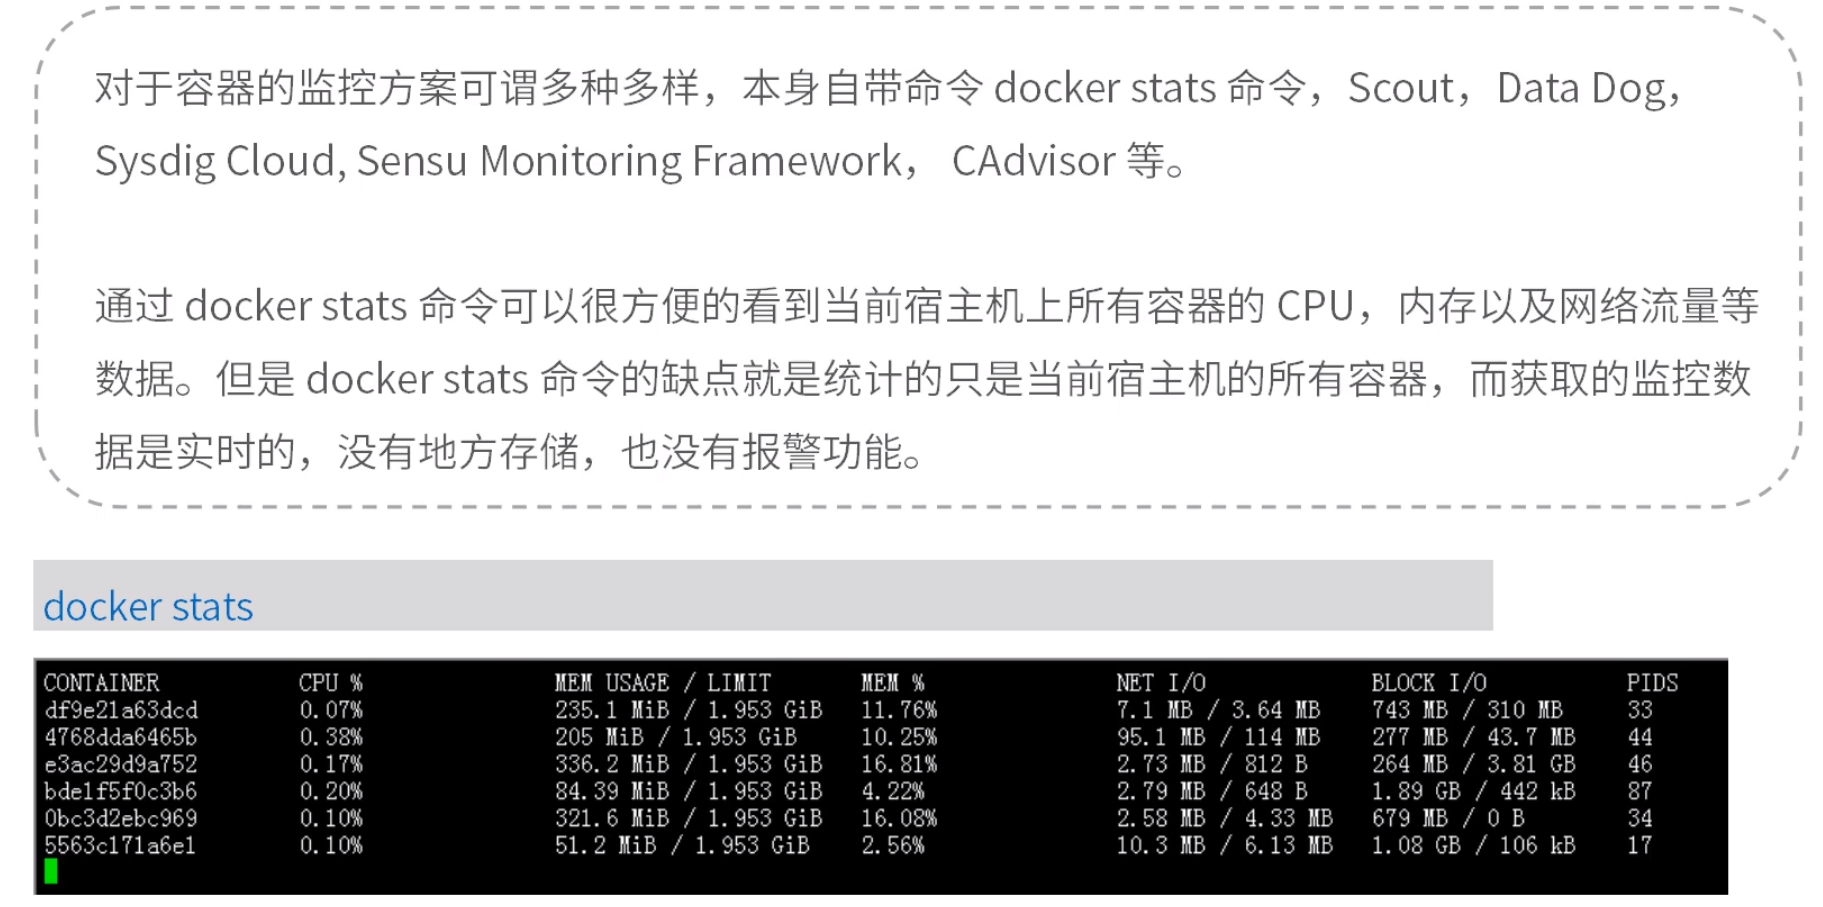 对于容器的监控方案可谓多种多样，本身自带命令 docker stats 命令，Scout，Data Dog，
Sysdig Cloud, Sensu Monitoring Framework， CAdvisor 等。
通过 docker stats 命令可以很方便的看到当前宿主机上所有容器的 CPU，内存以及网络流量等
数据。但是 docker stats 命令的缺点就是统计的只是当前宿主机的所有容器，而获取的监控数
据是实时的，没有地方存储，也没有报警功能。
docker stats
CONTAINER CPU % MEM USAGE / LIMIT MEM % NET I/O BLOCK I/O PIDS
df9e21a63dcd 0.07% 235.1 MiB / 1.953 GiB 11.76% 7.1 MB / 3.64 MB 743 MB / 310 MB 33
4768dda6465b 0.38% 205 MiB / 1.953 GiB 10.25% 95.1 MB / 114 MB 277 MB / 43.7 MB 44
e3ac29d9a752 0.17% 336.2 MiB / 1.953 GiB 16.81% 2.73 MB / 812 B 264 MB / 3.81 GB 46
bde1f5f0c3b6 0.20% 84.39 MiB / 1.953 GiB 4.22% 2.79 MB / 648 B 1.89 GB / 442 kB 87
0bc3d2ebc969 0.10% 321.6 MiB / 1.953 GiB 16.08% 2.58 MB / 4.33 MB 679 MB / 0 B 34
5563c171a6e1 0.10% 51.2 MiB / 1.953 GiB 2.56% 10.3 MB / 6.13 MB 1.08 GB / 106 kB 17